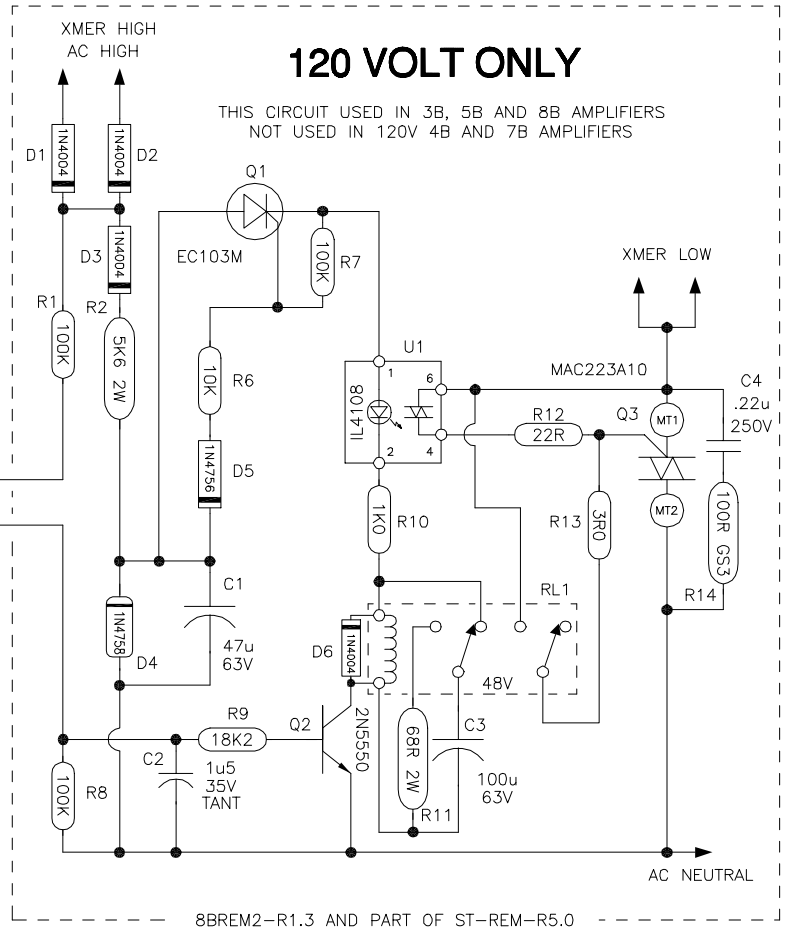 XMER HIGH
AC HIGH
120 VOLT ONLY
THIS CIRCUIT USED IN 3B, 5B AND 8B AMPLIFIERS
NOT USED IN 120V 4B AND 7B AMPLIFIERS
D1
1N4004
1N4004
D2
Q1
EC103M
D3
1N4004
100K
R7
XMER LOW
R1
100K
R2
5K6 2W
U1
10K
R6
IL4108
1
6
2
4
MAC223A10
C4
.22u
250V
R12
22R
Q3
MT1
MT2
1N4756
D5
1K0
R10
R13
3R0
100R GS3
R14
C1
47u
63V
RL1
1N4758
D4
D6
1N4004
48V
R9
18K2
Q2
2N5550
68R 2W
R11
C3
100u
63V
C2
1u5
35V
TANT
100K
R8
AC NEUTRAL
8BREM2-R1.3 AND PART OF ST-REM-R5.0